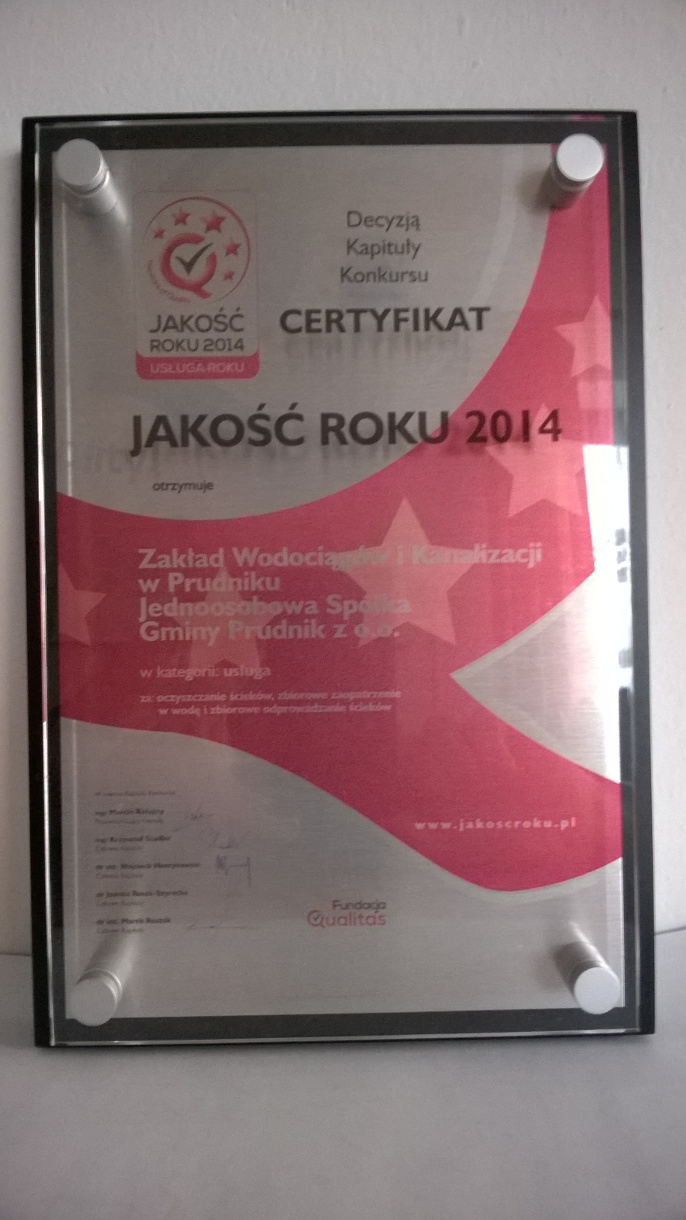 JAKOŚĆ
ROKU 2014
USŁUGA ROKU
Decyzją
Kapituły
Konkursu
CERTYFIKAT
JAKOŚĆ ROKU 2014
otrzymuje
Zakład Wodociągów i Kanalizacji
w Prudniku
Jednoosobowa Spółka
Gminy Prudnik z o.o.
w kategorii: usługa
za: oczyszczanie ścieków, zbiorowe zaopatrzenie
w wodę i zbiorowe odprowadzanie ścieków
www.jakoscroku.pl
Fundacja
Qualitas